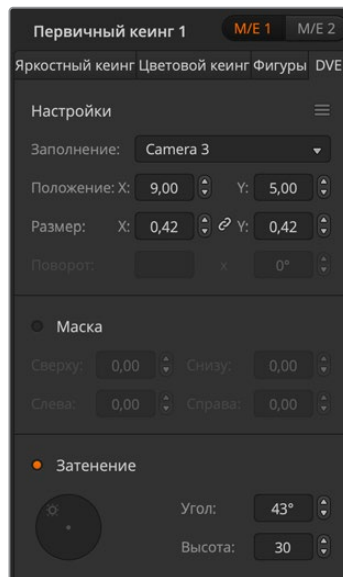 Первичный кеинг 1 M/E 1 M/E 2
Яркостный кеинг Цветовой кеинг Фигуры DVE
Настройки
Заполнение: Camera 3
Положение: X: 9,00 Y: 5,00
Размер: X: 0,42 Y: 0,42
Поворот: x 0°
Маска
Сверху: 0,00 Снизу: 0,00
Слева: 0,00 Справа: 0,00
Затенение
Угол: 43°
Высота: 30